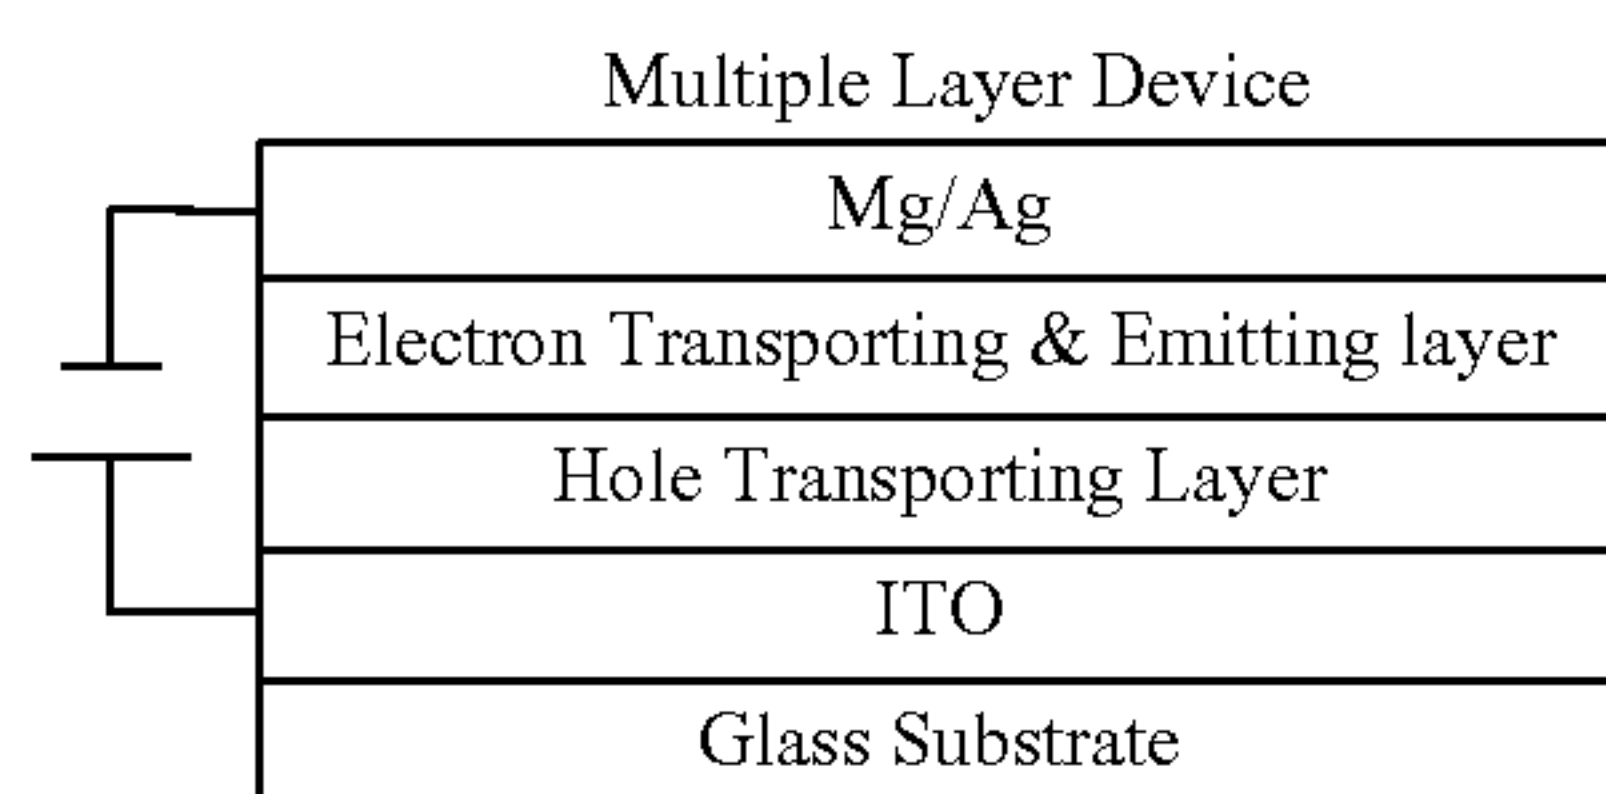 Multiple Layer Device
Mg/Ag
Electron Transporting & Emitting layer
Hole Transporting Layer
ITO
Glass Substrate